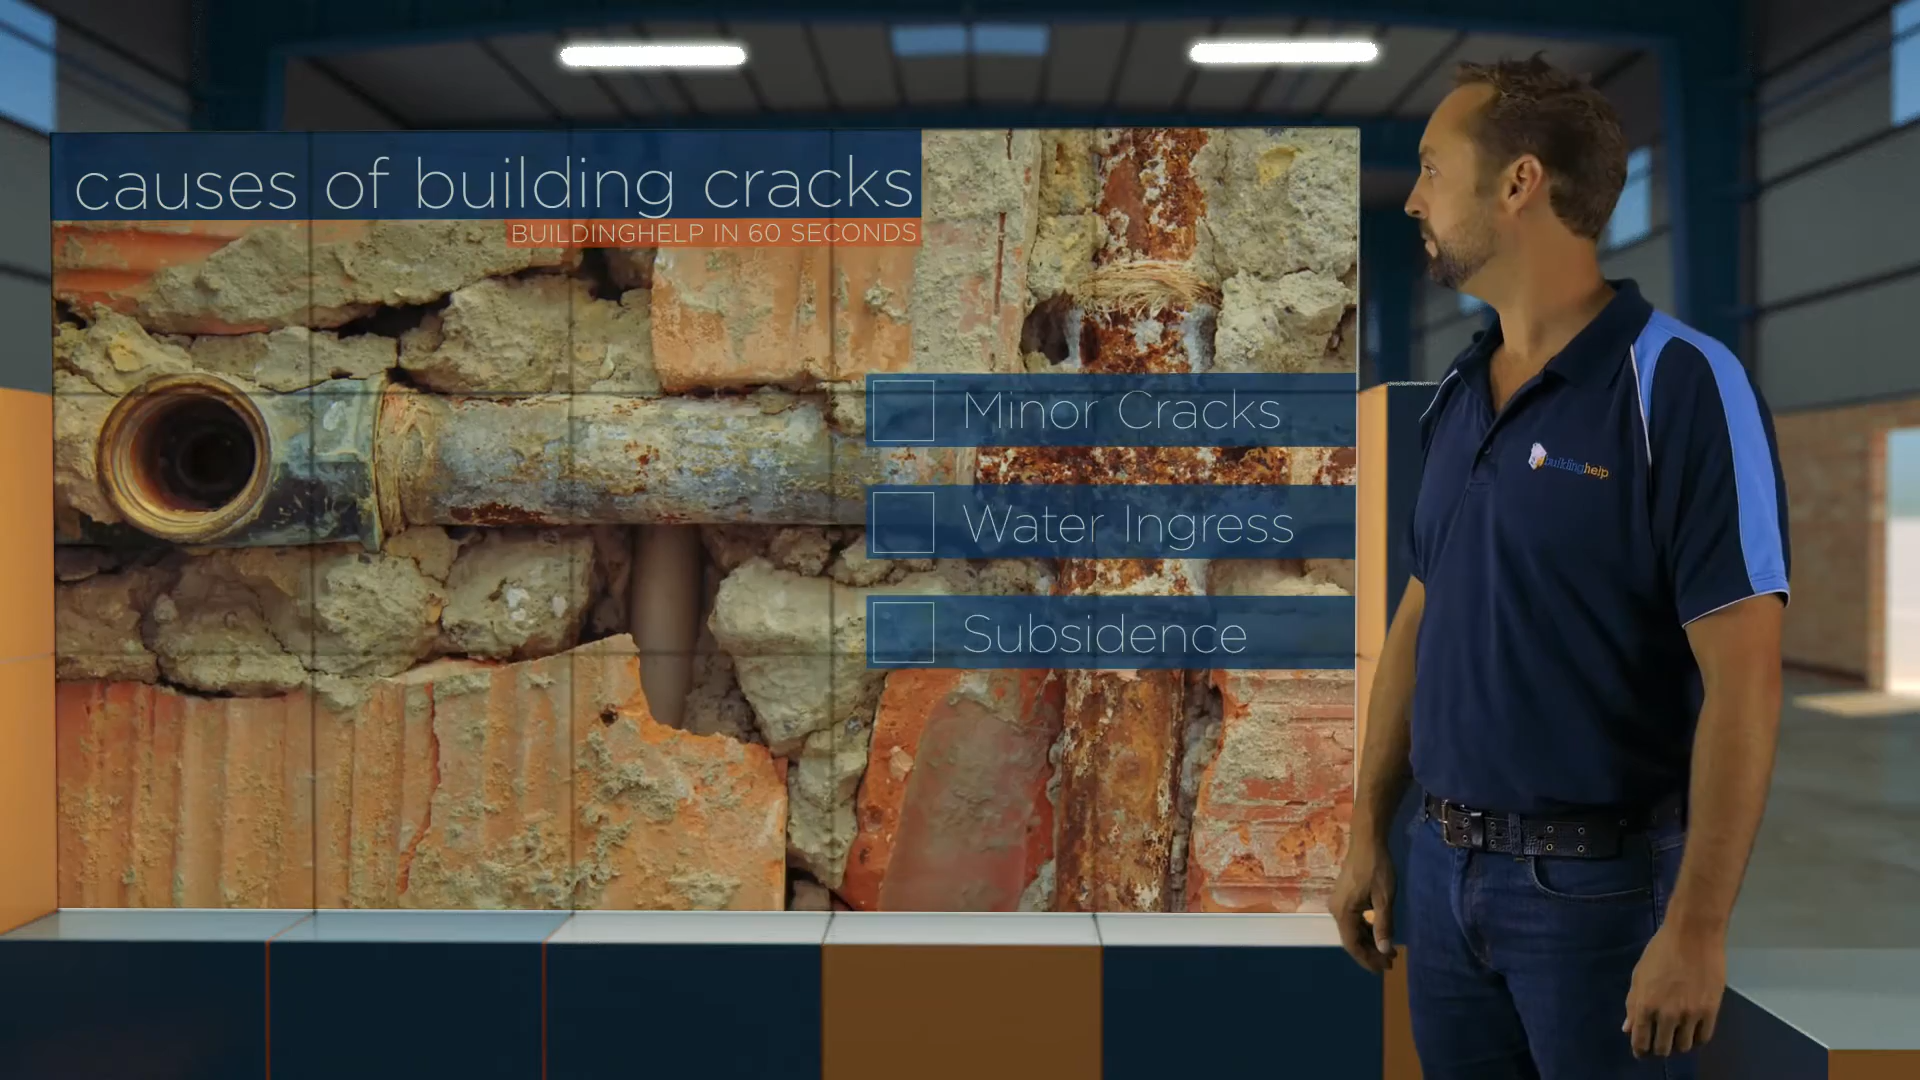 causes of building cracks
BUILDINGHELP IN 60 SECONDS
Minor Cracks
Water Ingress
Subsidence
buildinghelp